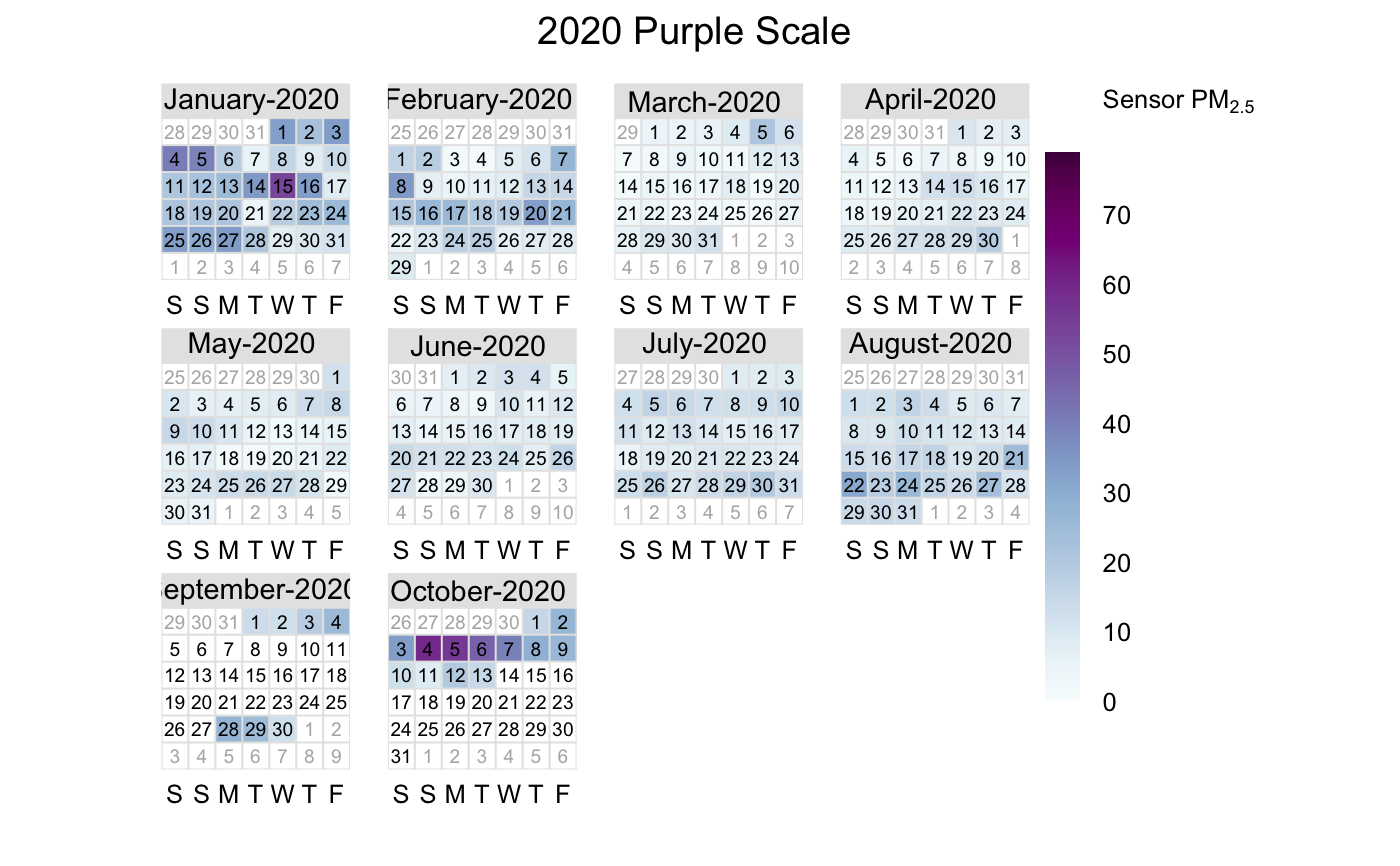 2020 Purple Scale
January-2020 February-2020 March-2020 April-2020 Sensor PM2.5
28 29 30 31 1 2 3 25 26 27 28 29 30 31 29 1 2 3 4 5 6 28 29 30 31 1 2 3
4 5 6 7 8 9 10 1 2 3 4 5 6 7 7 8 9 10 11 12 13 4 5 6 7 8 9 10
11 12 13 14 15 16 17 8 9 10 11 12 13 14 14 15 16 17 18 19 20 11 12 13 14 15 16 17
18 19 20 21 22 23 24 15 16 17 18 19 20 21 21 22 23 24 25 26 27 18 19 20 21 22 23 24 70
25 26 27 28 29 30 31 22 23 24 25 26 27 28 28 29 30 31 1 2 3 25 26 27 28 29 30 1
1 2 3 4 5 6 7 29 1 2 3 4 5 6 4 5 6 7 8 9 10 2 3 4 5 6 7 8 60
S S M T W T F S S M T W T F S S M T W T F S S M T W T F
May-2020 June-2020 July-2020 August-2020 50
25 26 27 28 29 30 1 30 31 1 2 3 4 5 27 28 29 30 1 2 3 25 26 27 28 29 30 31
2 3 4 5 6 7 8 6 7 8 9 10 11 12 4 5 6 7 8 9 10 1 2 3 4 5 6 7
9 10 11 12 13 14 15 13 14 15 16 17 18 19 11 12 13 14 15 16 17 8 9 10 11 12 13 14 40
16 17 18 19 20 21 22 20 21 22 23 24 25 26 18 19 20 21 22 23 24 15 16 17 18 19 20 21
23 24 25 26 27 28 29 27 28 29 30 1 2 3 25 26 27 28 29 30 31 22 23 24 25 26 27 28 30
30 31 1 2 3 4 5 4 5 6 7 8 9 10 1 2 3 4 5 6 7 29 30 31 1 2 3 4
S S M T W T F S S M T W T F S S M T W T F S S M T W T F 20
eptember-2020 October-2020
29 30 31 1 2 3 4 26 27 28 29 30 1 2 10
5 6 7 8 9 10 11 3 4 5 6 7 8 9
12 13 14 15 16 17 18 10 11 12 13 14 15 16
19 20 21 22 23 24 25 17 18 19 20 21 22 23 0
26 27 28 29 30 1 2 24 25 26 27 28 29 30
3 4 5 6 7 8 9 31 1 2 3 4 5 6
S S M T W T F S S M T W T F